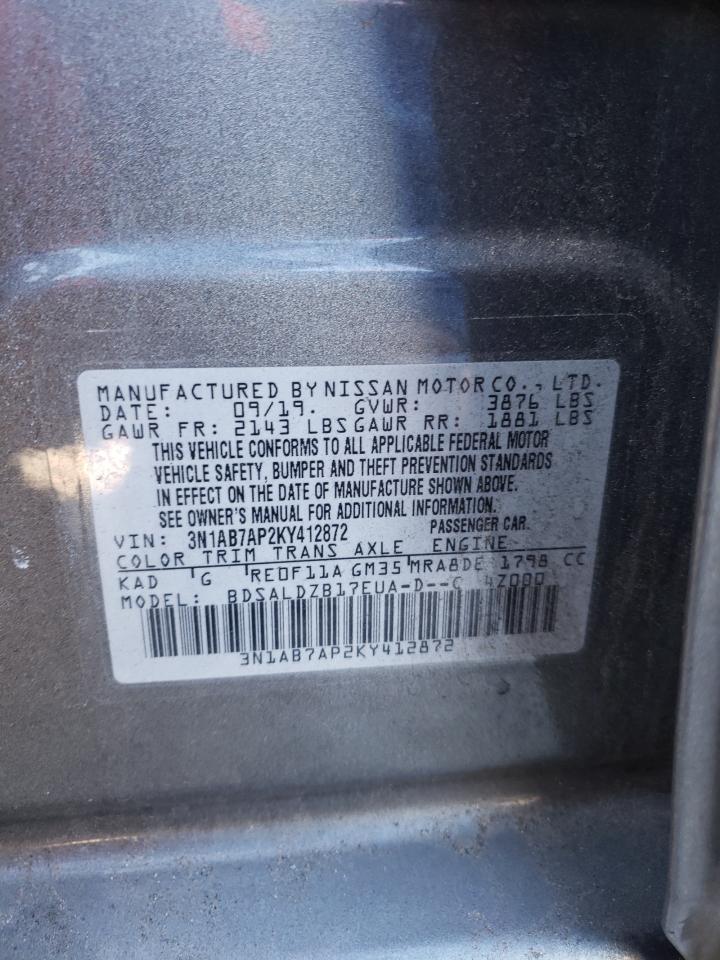 MANUFACTURED BY NISSAN MOTOR CO., LTD.
DATE: 09/19. GVWR: 3876 LBS
GAWR FR: 2143 LBS GAWR RR: 1881 LBS
THIS VEHICLE CONFORMS TO ALL APPLICABLE FEDERAL MOTOR
VEHICLE SAFETY, BUMPER AND THEFT PREVENTION STANDARDS
IN EFFECT ON THE DATE OF MANUFACTURE SHOWN ABOVE.
SEE OWNER'S MANUAL FOR ADDITIONAL INFORMATION.
VIN: 3N1AB7AP2KY412872 PASSENGER CAR
COLOR TRIM TRANS AXLE ENGINE
KAD G RE0F11A GM35 MRA8DE 1798 CC
MODEL: BDSALDZB17EUA-D--C 4Z000
3N1AB7AP2KY412872